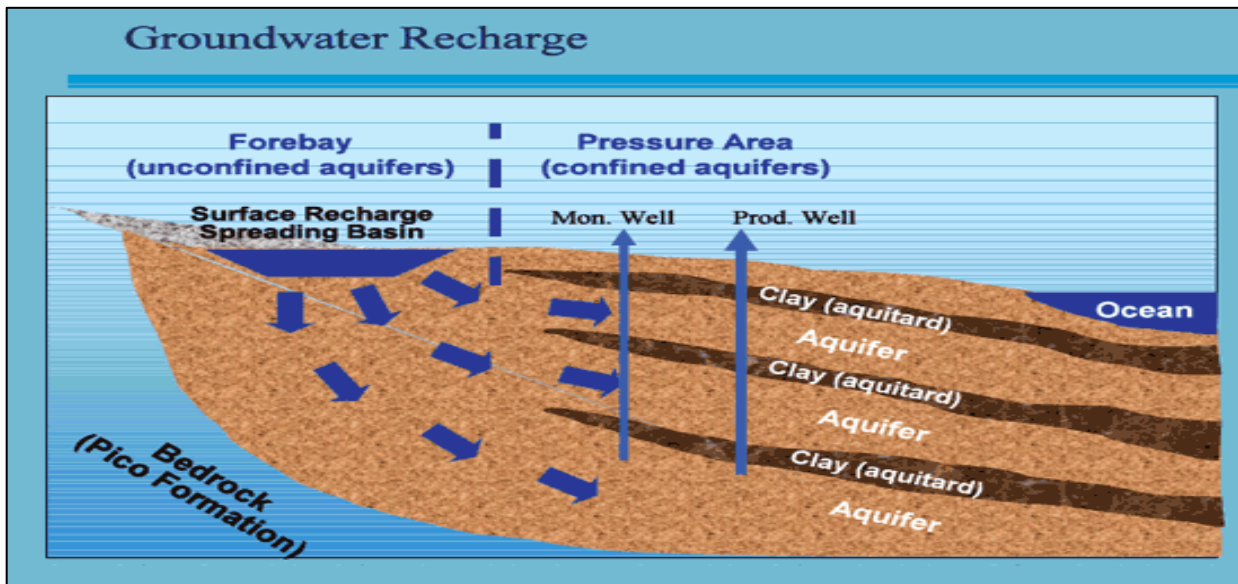 Groundwater Recharge
Forebay
(unconfined aquifers)
Pressure Area
(confined aquifers)
Surface Recharge
Spreading Basin
Mon. Well
Prod. Well
Clay (aquitard)
Ocean
Aquifer
Clay (aquitard)
Aquifer
Clay (aquitard)
Aquifer
Bedrock
(Pico Formation)